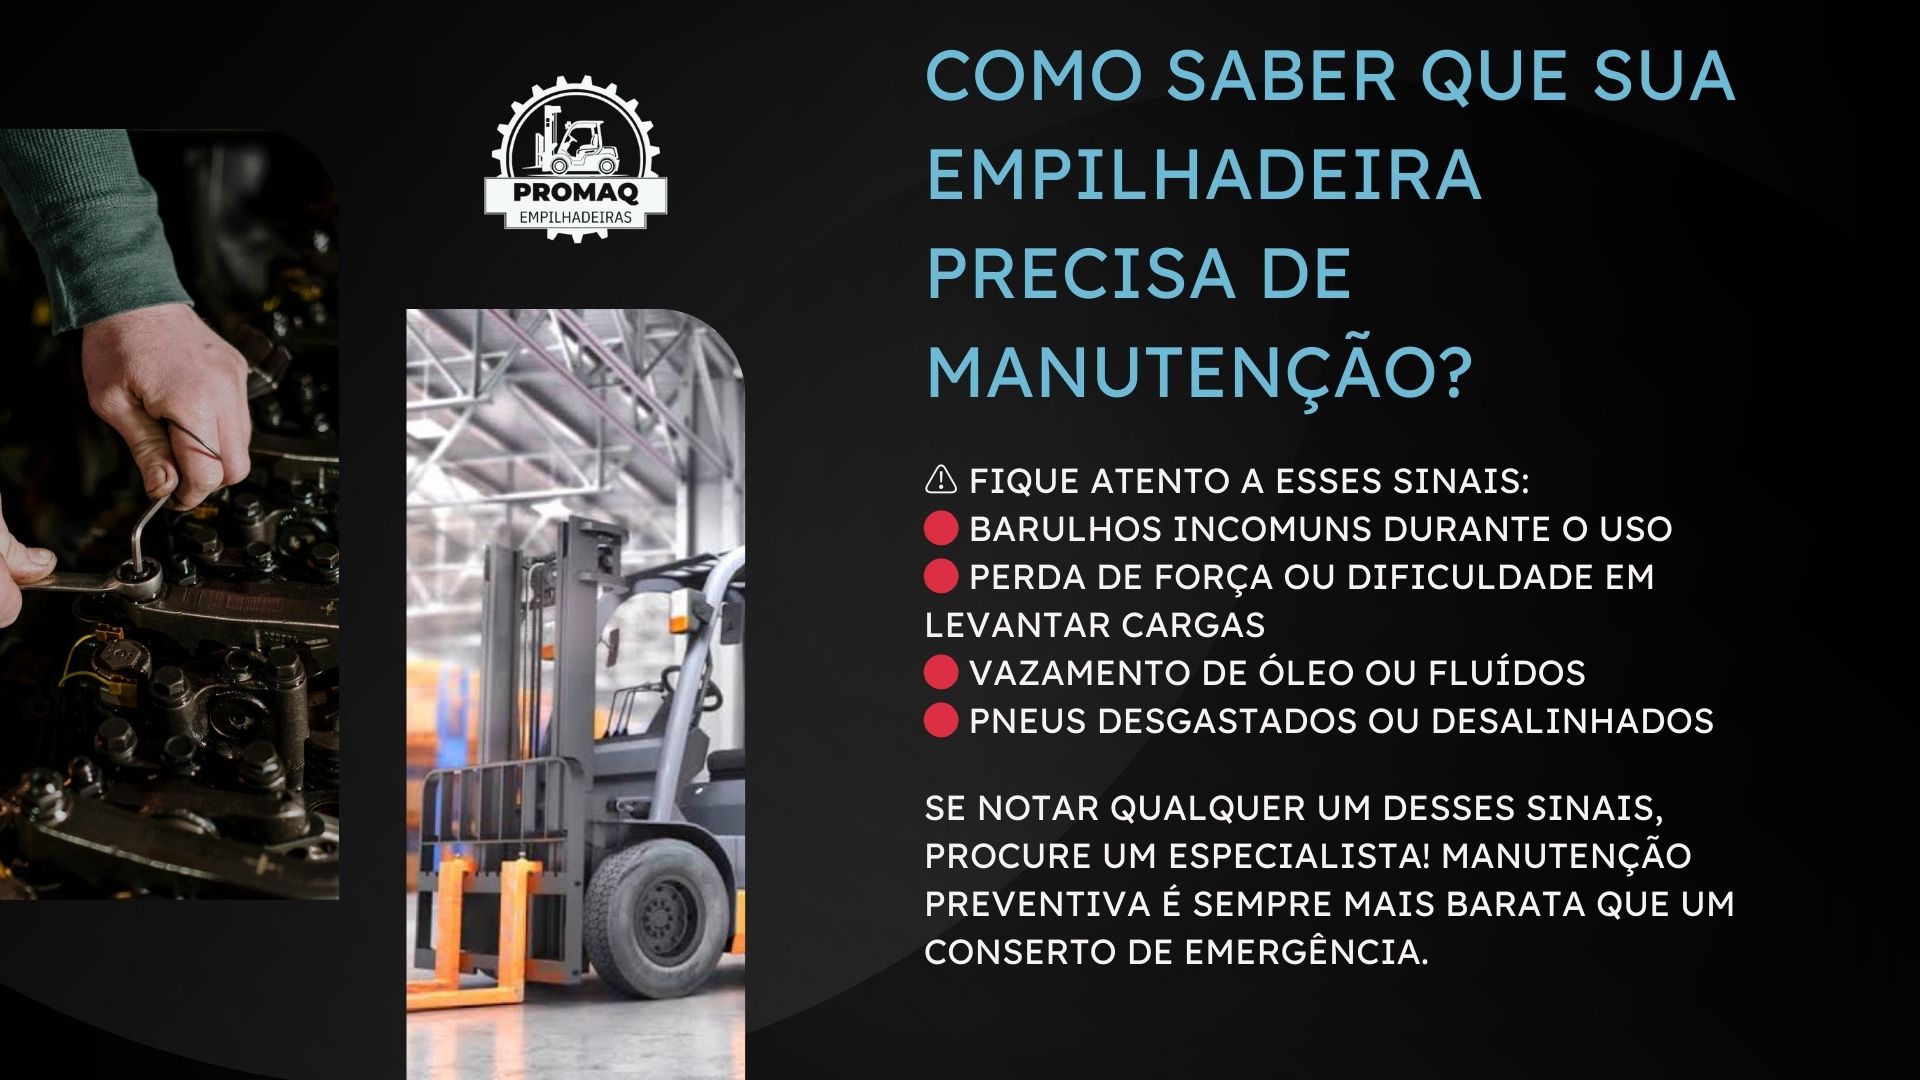 PROMAQ
EMPILHADEIRAS
COMO SABER QUE SUA
EMPILHADEIRA
PRECISA DE
MANUTENÇÃO?
⚠ FIQUE ATENTO A ESSES SINAIS:
🔴 BARULHOS INCOMUNS DURANTE O USO
🔴 PERDA DE FORÇA OU DIFICULDADE EM
LEVANTAR CARGAS
🔴 VAZAMENTO DE ÓLEO OU FLUÍDOS
🔴 PNEUS DESGASTADOS OU DESALINHADOS
SE NOTAR QUALQUER UM DESSES SINAIS,
PROCURE UM ESPECIALISTA! MANUTENÇÃO
PREVENTIVA É SEMPRE MAIS BARATA QUE UM
CONSERTO DE EMERGÊNCIA.